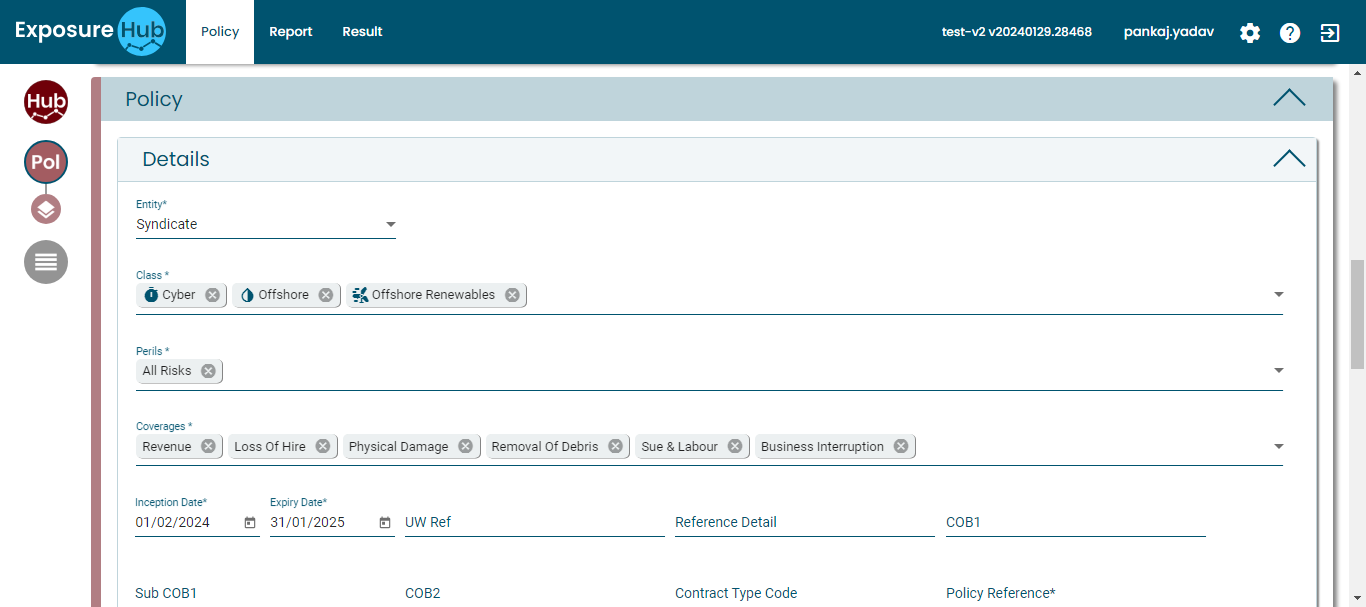 Exposure Hub Policy Report Result test-v2 v20240129.28468 pankaj.yadav ?
Hub
Policy
Pol
Details
Entity*
Syndicate
Class *
Cyber Offshore Offshore Renewables
Perils *
All Risks
Coverages *
Revenue Loss Of Hire Physical Damage Removal Of Debris Sue & Labour Business Interruption
Inception Date* Expiry Date*
01/02/2024 31/01/2025 UW Ref Reference Detail COB1
Sub COB1 COB2 Contract Type Code Policy Reference*